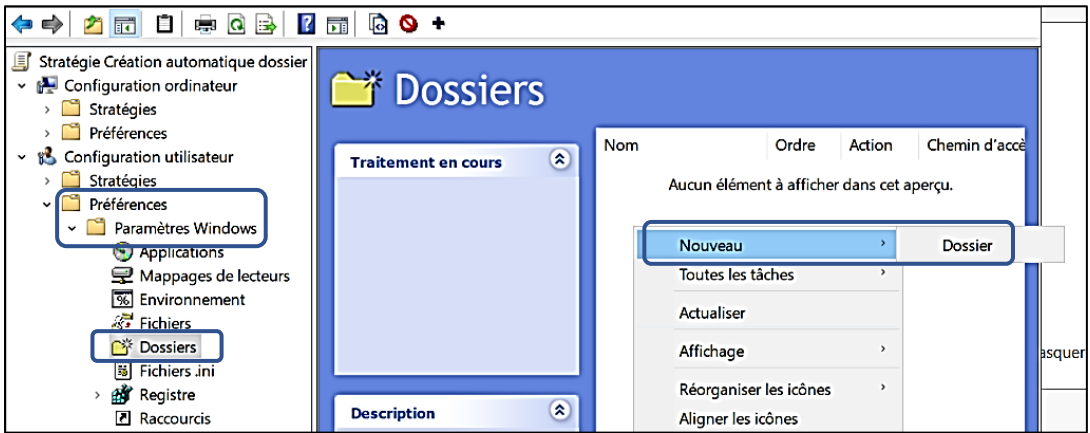 Stratégie Création automatique dossier
Configuration ordinateur
Stratégies
Préférences
Configuration utilisateur
Stratégies
Préférences
Paramètres Windows
Applications
Mappages de lecteurs
Environnement
Fichiers
Dossiers
Fichiers .ini
Registre
Raccourcis
Dossiers
Traitement en cours
Description
Nom Ordre Action Chemin d'accè
Aucun élément à afficher dans cet aperçu.
Nouveau Dossier
Toutes les tâches
Actualiser
Affichage
Réorganiser les icônes
Aligner les icônes
asquer